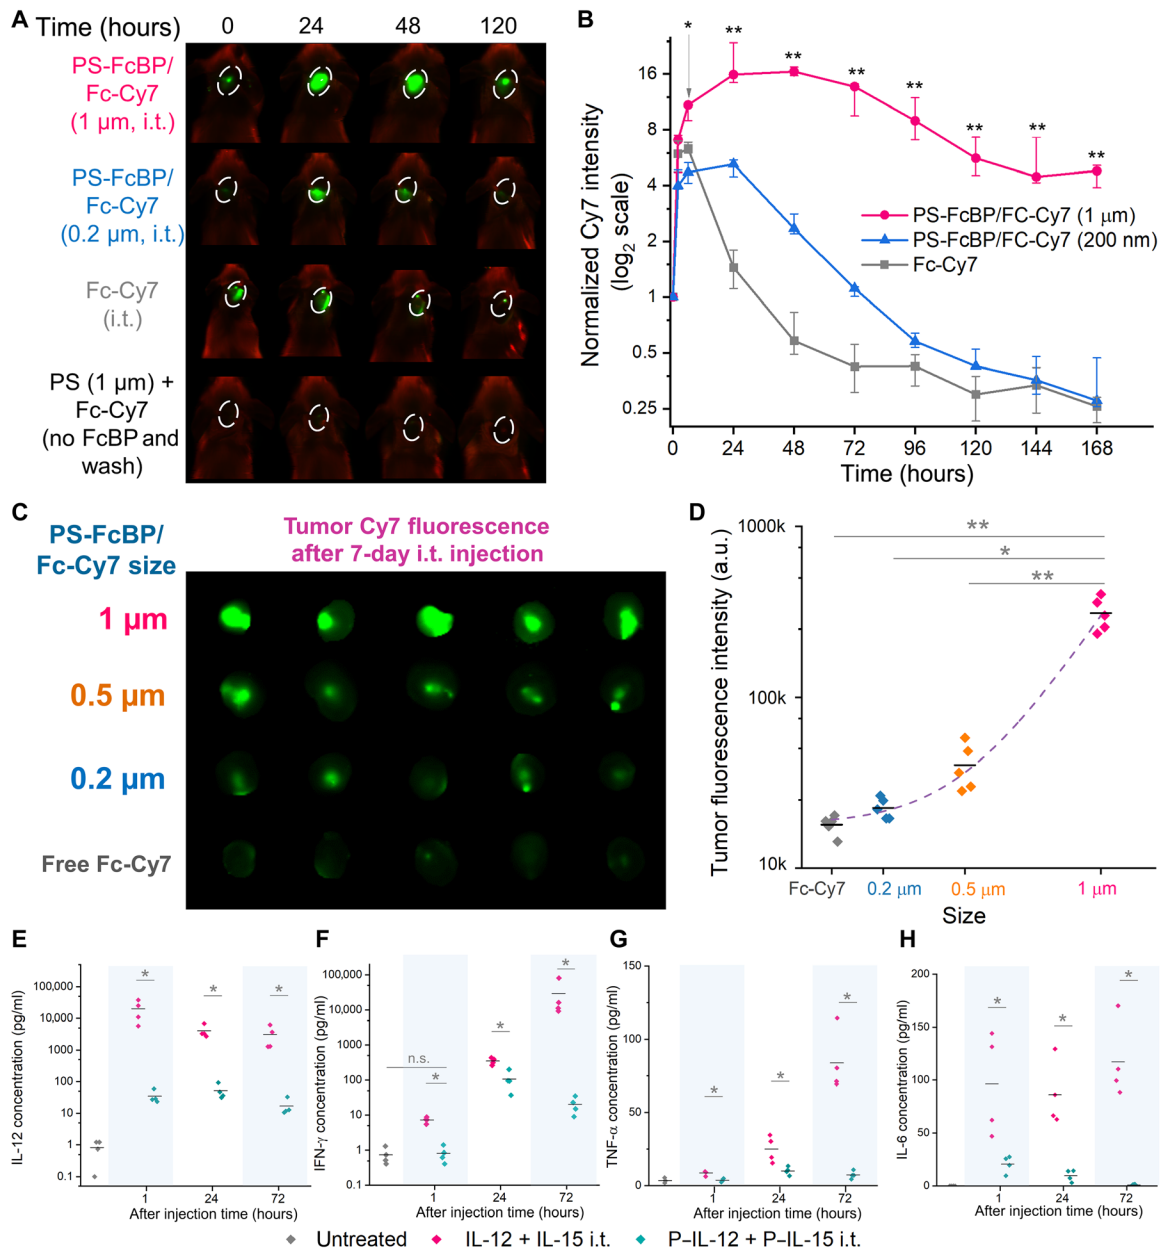 A
Time (hours) 0 24 48 120
PS-FcBP/
Fc-Cy7
(1 µm, i.t.)
PS-FcBP/
Fc-Cy7
(0.2 µm, i.t.)
Fc-Cy7
(i.t.)
PS (1 µm) +
Fc-Cy7
(no FcBP and
wash)
B
Normalized Cy7 intensity
(log2 scale)
16
8
4
2
1
0.5
0.25
* ** ** ** ** ** ** **
PS-FcBP/FC-Cy7 (1 µm)
PS-FcBP/FC-Cy7 (200 nm)
Fc-Cy7
0 24 48 72 96 120 144 168
Time (hours)
C
PS-FcBP/
Fc-Cy7 size
Tumor Cy7 fluorescence
after 7-day i.t. injection
1 µm
0.5 µm
0.2 µm
Free Fc-Cy7
D
Tumor fluorescence intensity (a.u.)
1000k
100k
10k
**
*
**
Fc-Cy7 0.2 µm 0.5 µm 1 µm
Size
E
IL-12 concentration (pg/ml)
100,000
10,000
1000
100
10
1
0.1
* * *
1 24 72
After injection time (hours)
F
IFN-γ concentration (pg/ml)
100,000
10,000
1000
100
10
1
0.1
n.s.
* * *
1 24 72
After injection time (hours)
G
TNF-α concentration (pg/ml)
150
100
50
0
* * *
1 24 72
After injection time (hours)
H
IL-6 concentration (pg/ml)
200
150
100
50
0
* * *
1 24 72
After injection time (hours)
Untreated IL-12 + IL-15 i.t. P–IL-12 + P–IL-15 i.t.